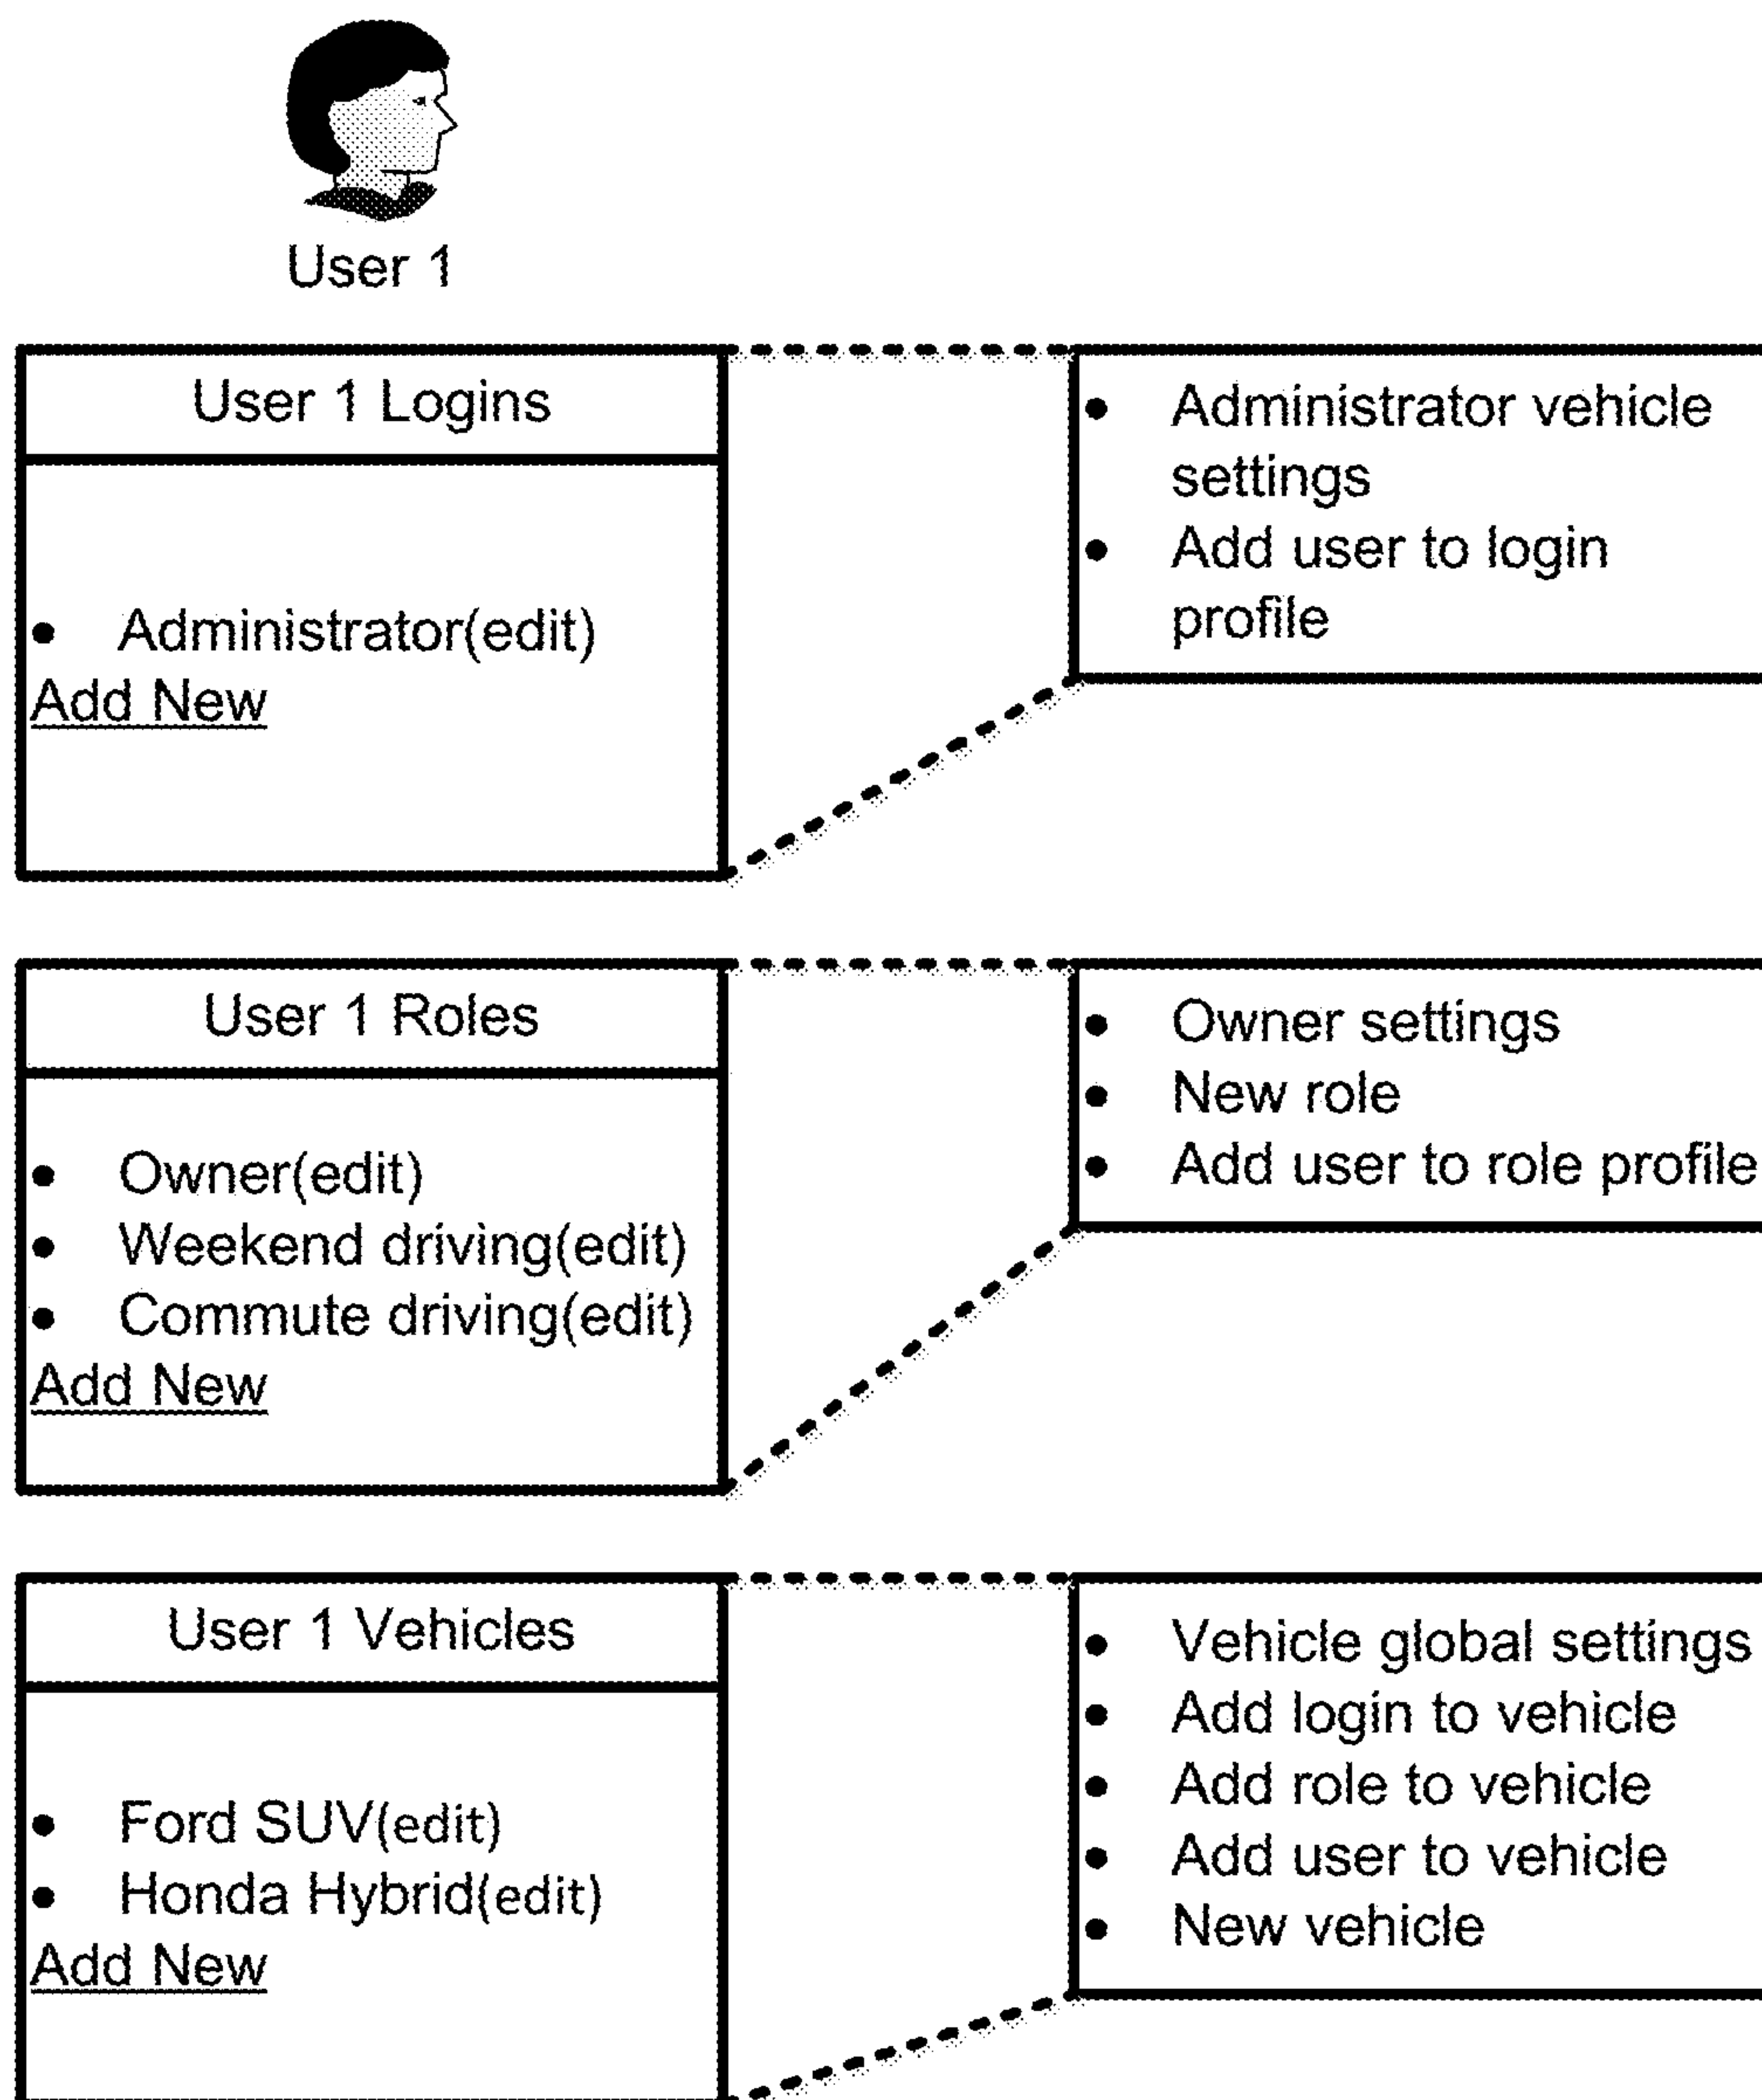 User 1
User 1 Logins
• Administrator(edit)
Add New
• Administrator vehicle
settings
• Add user to login
profile
User 1 Roles
• Owner(edit)
• Weekend driving(edit)
• Commute driving(edit)
Add New
• Owner settings
• New role
• Add user to role profile
User 1 Vehicles
• Ford SUV(edit)
• Honda Hybrid(edit)
Add New
• Vehicle global settings
• Add login to vehicle
• Add role to vehicle
• Add user to vehicle
• New vehicle